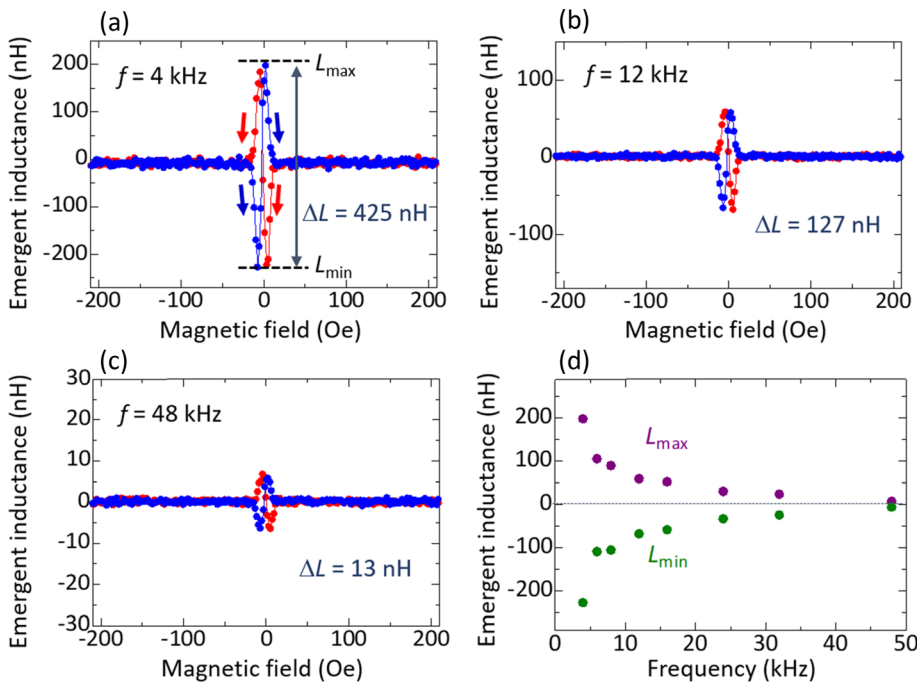 (a)
Emergent inductance (nH)
200
100
0
-100
-200
f = 4 kHz
Lmax
ΔL = 425 nH
Lmin
-200 -100 0 100 200
Magnetic field (Oe)
(b)
Emergent inductance (nH)
100
0
-100
f = 12 kHz
ΔL = 127 nH
-200 -100 0 100 200
Magnetic field (Oe)
(c)
Emergent inductance (nH)
30
20
10
0
-10
-20
-30
f = 48 kHz
ΔL = 13 nH
-200 -100 0 100 200
Magnetic field (Oe)
(d)
Emergent inductance (nH)
200
100
0
-100
-200
Lmax
Lmin
0 10 20 30 40 50
Frequency (kHz)